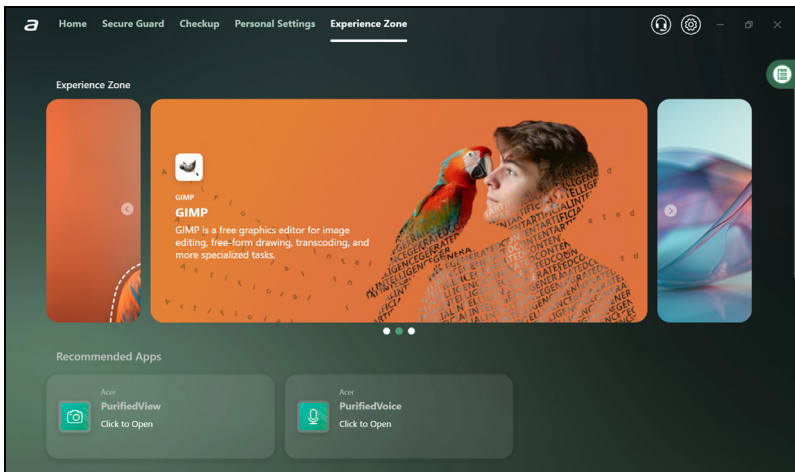 a
Home Secure Guard Checkup Personal Settings Experience Zone
Experience Zone
GIMP
GIMP
GIMP is a free graphics editor for image
editing, free-form drawing, transcoding, and
more specialized tasks.
Recommended Apps
Acer
PurifiedView
Click to Open
Acer
PurifiedVoice
Click to Open